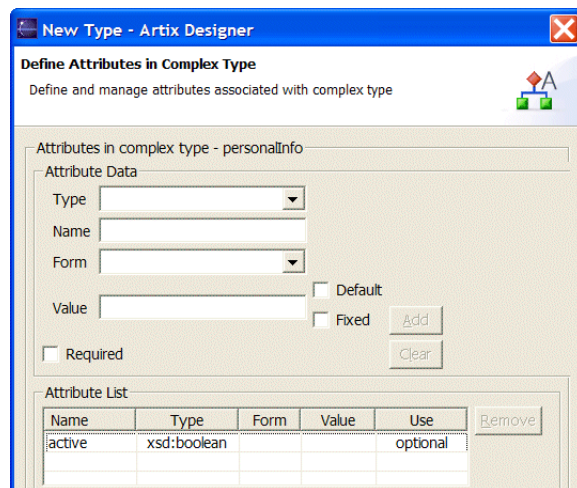 New Type - Artix Designer
Define Attributes in Complex Type
Define and manage attributes associated with complex type
A
Attributes in complex type - personalInfo
Attribute Data
Type
Name
Form
Default
Value
Fixed Add
Required Clear
Attribute List
Name Type Form Value Use Remove
active xsd:boolean optional